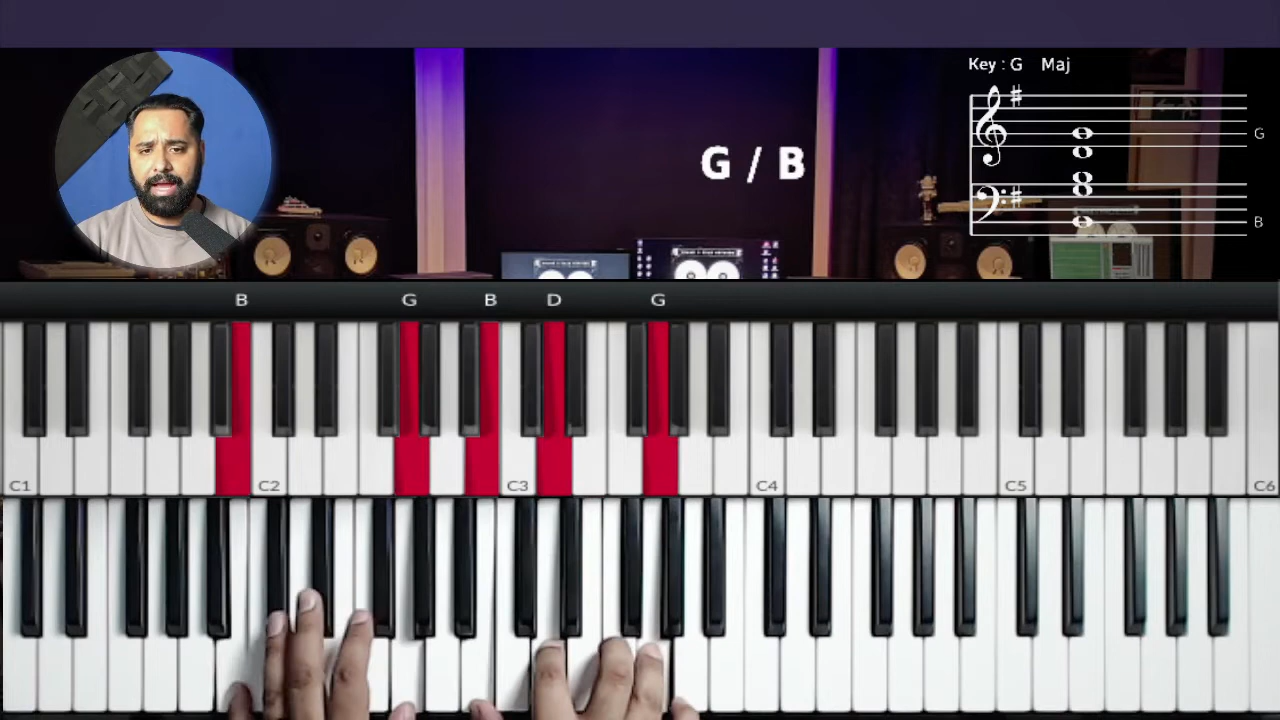 Key : G Maj
G / B
G
B
B G B D G
C1 C2 C3 C4 C5 C6